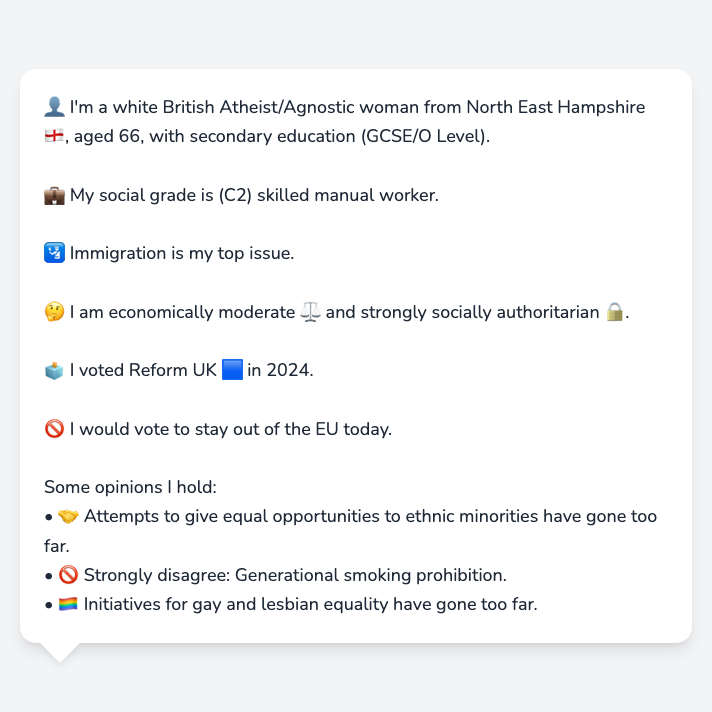 👤 I'm a white British Atheist/Agnostic woman from North East Hampshire
🏴󠁧󠁢󠁥󠁮󠁧󠁿, aged 66, with secondary education (GCSE/O Level).
💼 My social grade is (C2) skilled manual worker.
🛂 Immigration is my top issue.
🤔 I am economically moderate ⚖️ and strongly socially authoritarian 🔒.
🗳️ I voted Reform UK 🟦 in 2024.
🚫 I would vote to stay out of the EU today.
Some opinions I hold:
• 🤝 Attempts to give equal opportunities to ethnic minorities have gone too
far.
• 🚫 Strongly disagree: Generational smoking prohibition.
• 🏳️‍🌈 Initiatives for gay and lesbian equality have gone too far.